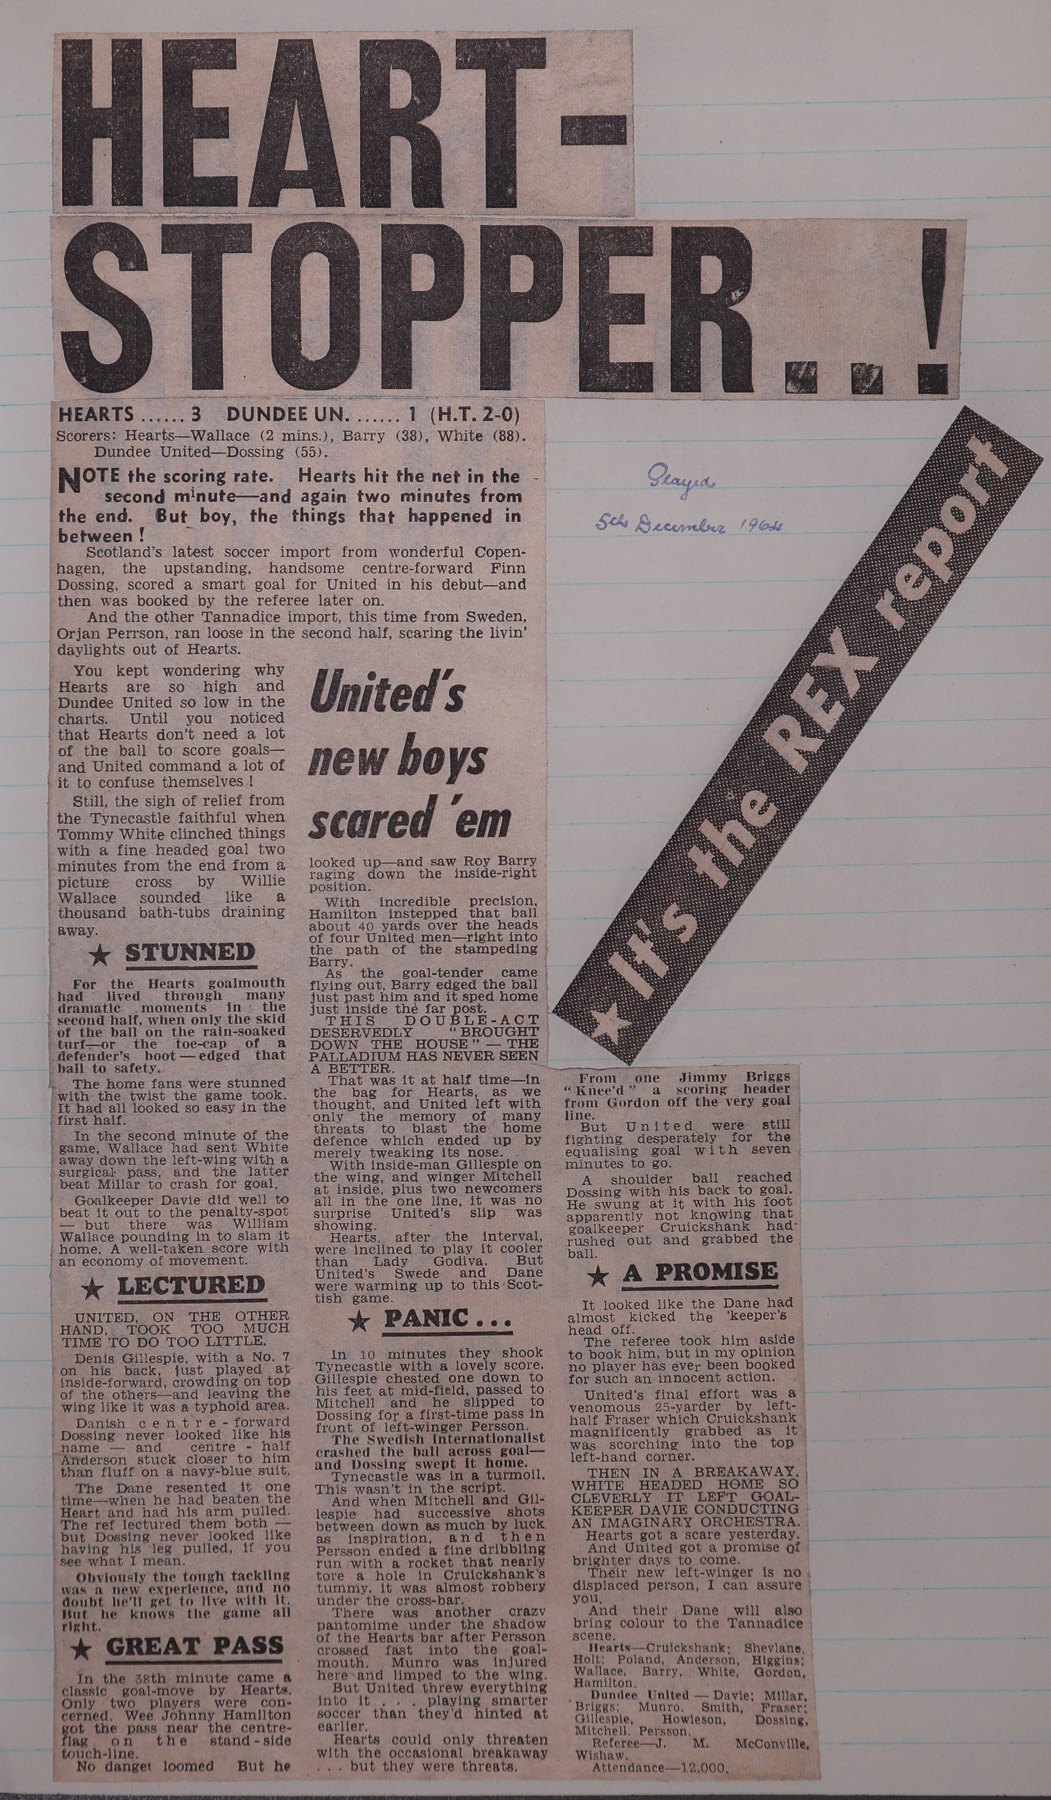 HEART-
STOPPER...!
HEARTS ...... 3 DUNDEE UN. ....... 1 (H.T. 2-0)
Scorers: Hearts—Wallace (2 mins.), Barry (38), White (88).
Dundee United—Dossing (55).
NOTE the scoring rate. Hearts hit the net in the
second minute—and again two minutes from
the end. But boy, the things that happened in
between !
Scotland's latest soccer import from wonderful Copen-
hagen, the upstanding, handsome centre-forward Finn
Dossing, scored a smart goal for United in his debut—and
then was booked by the referee later on.
And the other Tannadice import, this time from Sweden,
Orjan Perrson, ran loose in the second half, scaring the livin'
daylights out of Hearts.
You kept wondering why
Hearts are so high and
Dundee United so low in the
charts. Until you noticed
that Hearts don't need a lot
of the ball to score goals—
and United command a lot of
it to confuse themselves !
Still, the sigh of relief from
the Tynecastle faithful when
Tommy White clinched things
with a fine headed goal two
minutes from the end from a
picture cross by Willie
Wallace sounded like a
thousand bath-tubs draining
away.
★ STUNNED
For the Hearts goalmouth
had lived through many
dramatic moments in the
second half, when only the skid
of the ball on the rain-soaked
turf—or the toe-cap of a
defender's boot — edged that
ball to safety.
The home fans were stunned
with the twist the game took.
It had all looked so easy in the
first half.
In the second minute of the
game, Wallace had sent White
away down the left-wing with a
surgical pass, and the latter
beat Millar to crash for goal.
Goalkeeper Davie did well to
beat it out to the penalty-spot
— but there was William
Wallace pounding in to slam it
home. A well-taken score with
an economy of movement.
★ LECTURED
UNITED, ON THE OTHER
HAND, TOOK TOO MUCH
TIME TO DO TOO LITTLE.
Denis Gillespie, with a No. 7
on his back, just played at
inside-forward, crowding on top
of the others—and leaving the
wing like it was a typhoid area.
Danish centre-forward
Dossing never looked like his
name — and centre-half
Anderson stuck closer to him
than fluff on a navy-blue suit.
The Dane resented it one
time—when he had beaten the
Heart and had his arm pulled.
The ref lectured them both —
but Dossing never looked like
having his leg pulled, if you
see what I mean.
Obviously the tough tackling
was a new experience, and no
doubt he'll get to live with it.
But he knows the game all
right.
★ GREAT PASS
In the 38th minute came a
classic goal-move by Hearts.
Only two players were con-
cerned. Wee Johnny Hamilton
got the pass near the centre-
flag on the stand-side
touch-line.
No danger loomed But he
United's
new boys
scared 'em
looked up—and saw Roy Barry
raging down the inside-right
position.
With incredible precision,
Hamilton instepped that ball
about 40 yards over the heads
of four United men—right into
the path of the stampeding
Barry.
As the goal-tender came
flying out, Barry edged the ball
just past him and it sped home
just inside the far post.
THIS DOUBLE-ACT
DESERVEDLY "BROUGHT
DOWN THE HOUSE" — THE
PALLADIUM HAS NEVER SEEN
A BETTER.
That was it at half time—in
the bag for Hearts, as we
thought, and United left with
only the memory of many
threats to blast the home
defence which ended up by
merely tweaking its nose.
With inside-man Gillespie on
the wing, and winger Mitchell
at inside, plus two newcomers
all in the one line, it was no
surprise United's slip was
showing.
Hearts, after the interval,
were inclined to play it cooler
than Lady Godiva. But
United's Swede and Dane
were warming up to this Scot-
tish game.
★ PANIC...
In 10 minutes they shook
Tynecastle with a lovely score.
Gillespie chested one down to
his feet at mid-field, passed to
Mitchell and he slipped to
Dossing for a first-time pass in
front of left-winger Persson.
The Swedish internationalist
crashed the ball across goal—
and Dossing swept it home.
Tynecastle was in a turmoil.
This wasn't in the script.
And when Mitchell and Gil-
lespie had successive shots
between down as much by luck
as inspiration, and then
Persson ended a fine dribbling
run with a rocket that nearly
tore a hole in Cruickshank's
tummy, it was almost robbery
under the cross-bar.
There was another crazy
pantomime under the shadow
of the Hearts bar after Persson
crossed fast into the goal-
mouth. Munro was injured
here and limped to the wing.
But United threw everything
into it . . . playing smarter
soccer than they'd hinted at
earlier.
Hearts could only threaten
with the occasional breakaway
. . . but they were threats.
Played
5th December 1964
★ It's the REX report
From one Jimmy Briggs
"Knee'd" a scoring header
from Gordon off the very goal
line.
But United were still
fighting desperately for the
equalising goal with seven
minutes to go.
A shoulder ball reached
Dossing with his back to goal.
He swung at it with his foot
apparently not knowing that
goalkeeper Cruickshank had
rushed out and grabbed the
ball.
★ A PROMISE
It looked like the Dane had
almost kicked the 'keeper's
head off.
The referee took him aside
to book him, but in my opinion
no player has ever been booked
for such an innocent action.
United's final effort was a
venomous 25-yarder by left-
half Fraser which Cruickshank
magnificently grabbed as it
was scorching into the top
left-hand corner.
THEN IN A BREAKAWAY,
WHITE HEADED HOME SO
CLEVERLY IT LEFT GOAL-
KEEPER DAVIE CONDUCTING
AN IMAGINARY ORCHESTRA.
Hearts got a scare yesterday.
And United got a promise of
brighter days to come.
Their new left-winger is no
displaced person, I can assure
you.
And their Dane will also
bring colour to the Tannadice
scene.
Hearts—Cruickshank; Shevlane,
Holt; Poland, Anderson, Higgins;
Wallace, Barry, White, Gordon,
Hamilton.
Dundee United — Davie; Millar,
Briggs; Munro, Smith, Fraser;
Gillespie, Howieson, Dossing,
Mitchell, Persson.
Referee—J. M. McConville,
Wishaw.
Attendance—12,000.